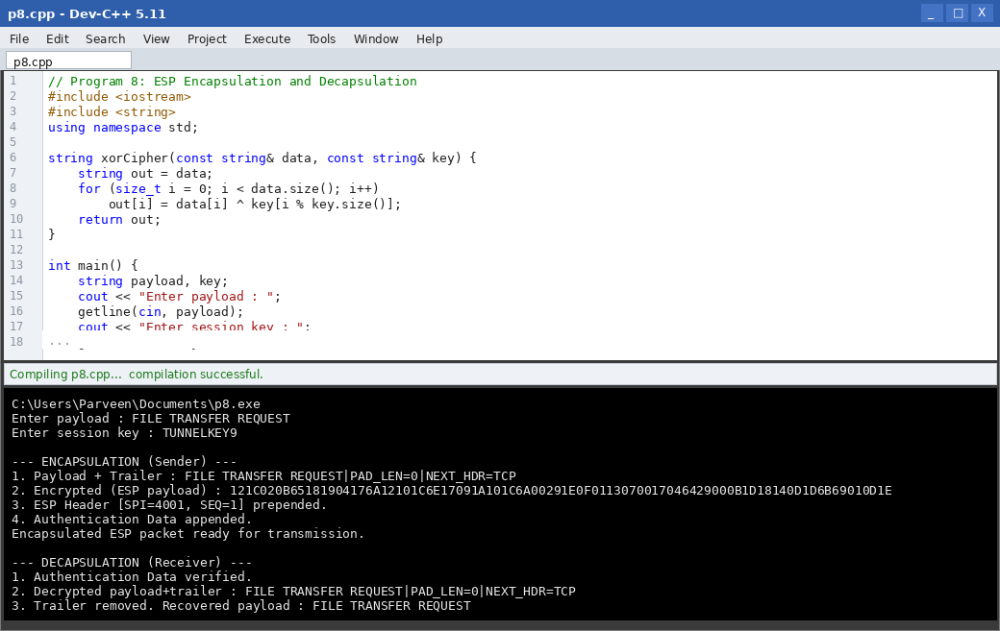 p8.cpp - Dev-C++ 5.11
_ □ X
File Edit Search View Project Execute Tools Window Help
p8.cpp
1 // Program 8: ESP Encapsulation and Decapsulation
2 #include <iostream>
3 #include <string>
4 using namespace std;
5
6 string xorCipher(const string& data, const string& key) {
7     string out = data;
8     for (size_t i = 0; i < data.size(); i++)
9         out[i] = data[i] ^ key[i % key.size()];
10     return out;
11 }
12
13 int main() {
14     string payload, key;
15     cout << "Enter payload : ";
16     getline(cin, payload);
17     cout << "Enter session key : ";
18 ...
Compiling p8.cpp... compilation successful.
C:\Users\Parveen\Documents\p8.exe
Enter payload : FILE TRANSFER REQUEST
Enter session key : TUNNELKEY9
--- ENCAPSULATION (Sender) ---
1. Payload + Trailer : FILE TRANSFER REQUEST|PAD_LEN=0|NEXT_HDR=TCP
2. Encrypted (ESP payload) : 121C020B65181904176A12101C6E17091A101C6A00291E0F0113070017046429000B1D18140D1D6B69010D1E
3. ESP Header [SPI=4001, SEQ=1] prepended.
4. Authentication Data appended.
Encapsulated ESP packet ready for transmission.
--- DECAPSULATION (Receiver) ---
1. Authentication Data verified.
2. Decrypted payload+trailer : FILE TRANSFER REQUEST|PAD_LEN=0|NEXT_HDR=TCP
3. Trailer removed. Recovered payload : FILE TRANSFER REQUEST